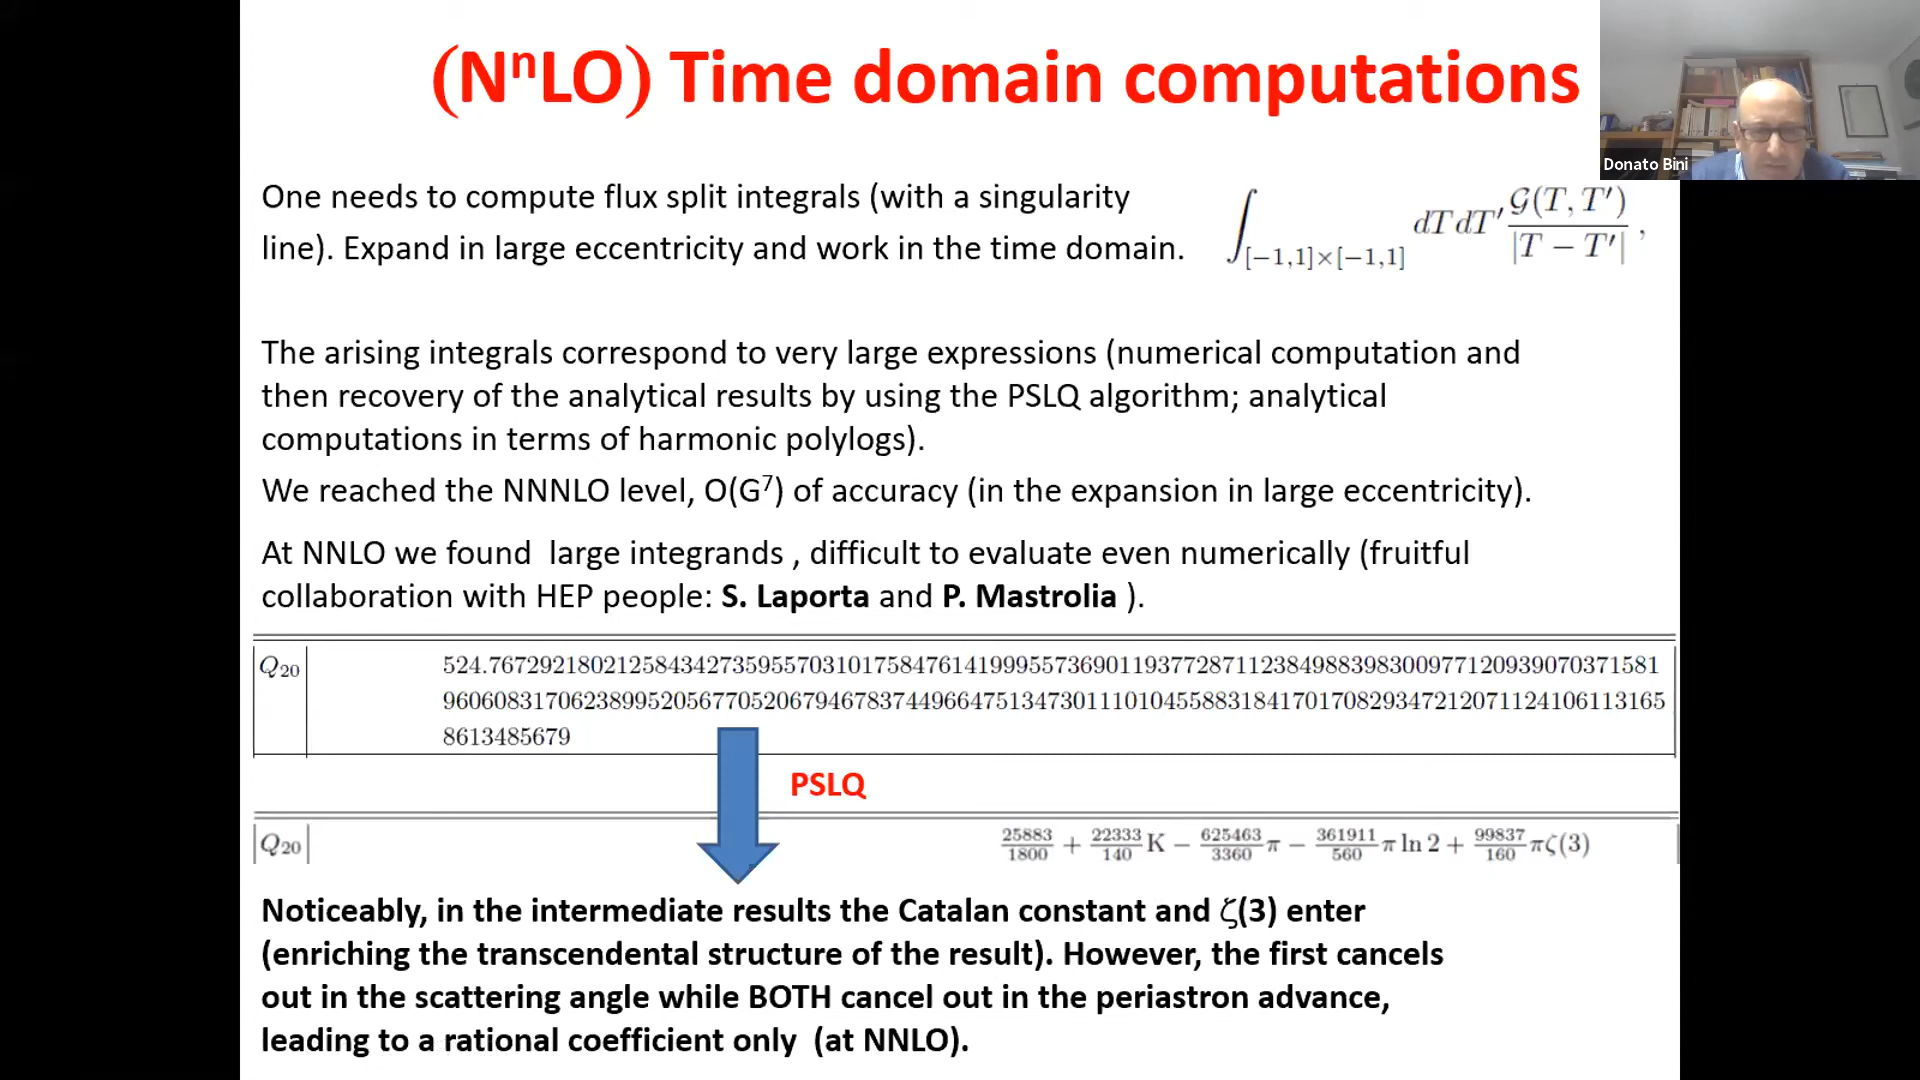 (NⁿLO) Time domain computations
Donato Bini
One needs to compute flux split integrals (with a singularity
line). Expand in large eccentricity and work in the time domain.
∫_{[−1,1]×[−1,1]} dT dT′ 𝒢(T, T′) / |T − T′| ,
The arising integrals correspond to very large expressions (numerical computation and
then recovery of the analytical results by using the PSLQ algorithm; analytical
computations in terms of harmonic polylogs).
We reached the NNNLO level, O(G⁷) of accuracy (in the expansion in large eccentricity).
At NNLO we found large integrands , difficult to evaluate even numerically (fruitful
collaboration with HEP people: S. Laporta and P. Mastrolia ).
Q₂₀ 524.7672921802125843427359557031017584761419995573690119377287112384988398300977120939070371581
960608317062389952056770520679467837449664751347301110104558831841701708293472120711241061131658
8613485679
PSLQ
Q₂₀ 25883/1800 + 22333/140 K − 625463/3360 π − 361911/560 π ln 2 + 99837/160 πζ(3)
Noticeably, in the intermediate results the Catalan constant and ζ(3) enter
(enriching the transcendental structure of the result). However, the first cancels
out in the scattering angle while BOTH cancel out in the periastron advance,
leading to a rational coefficient only (at NNLO).